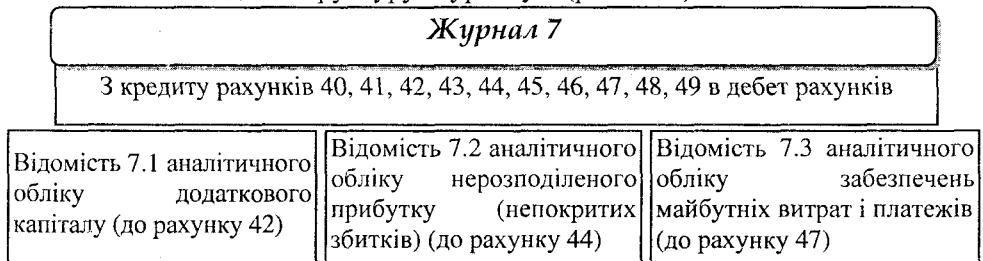 Журнал 7
З кредиту рахунків 40, 41, 42, 43, 44, 45, 46, 47, 48, 49 в дебет рахунків
Відомість 7.1 аналітичного
обліку додаткового
капіталу (до рахунку 42)
Відомість 7.2 аналітичного
обліку нерозподіленого
прибутку (непокритих
збитків) (до рахунку 44)
Відомість 7.3 аналітичного
обліку забезпечень
майбутніх витрат і платежів
(до рахунку 47)